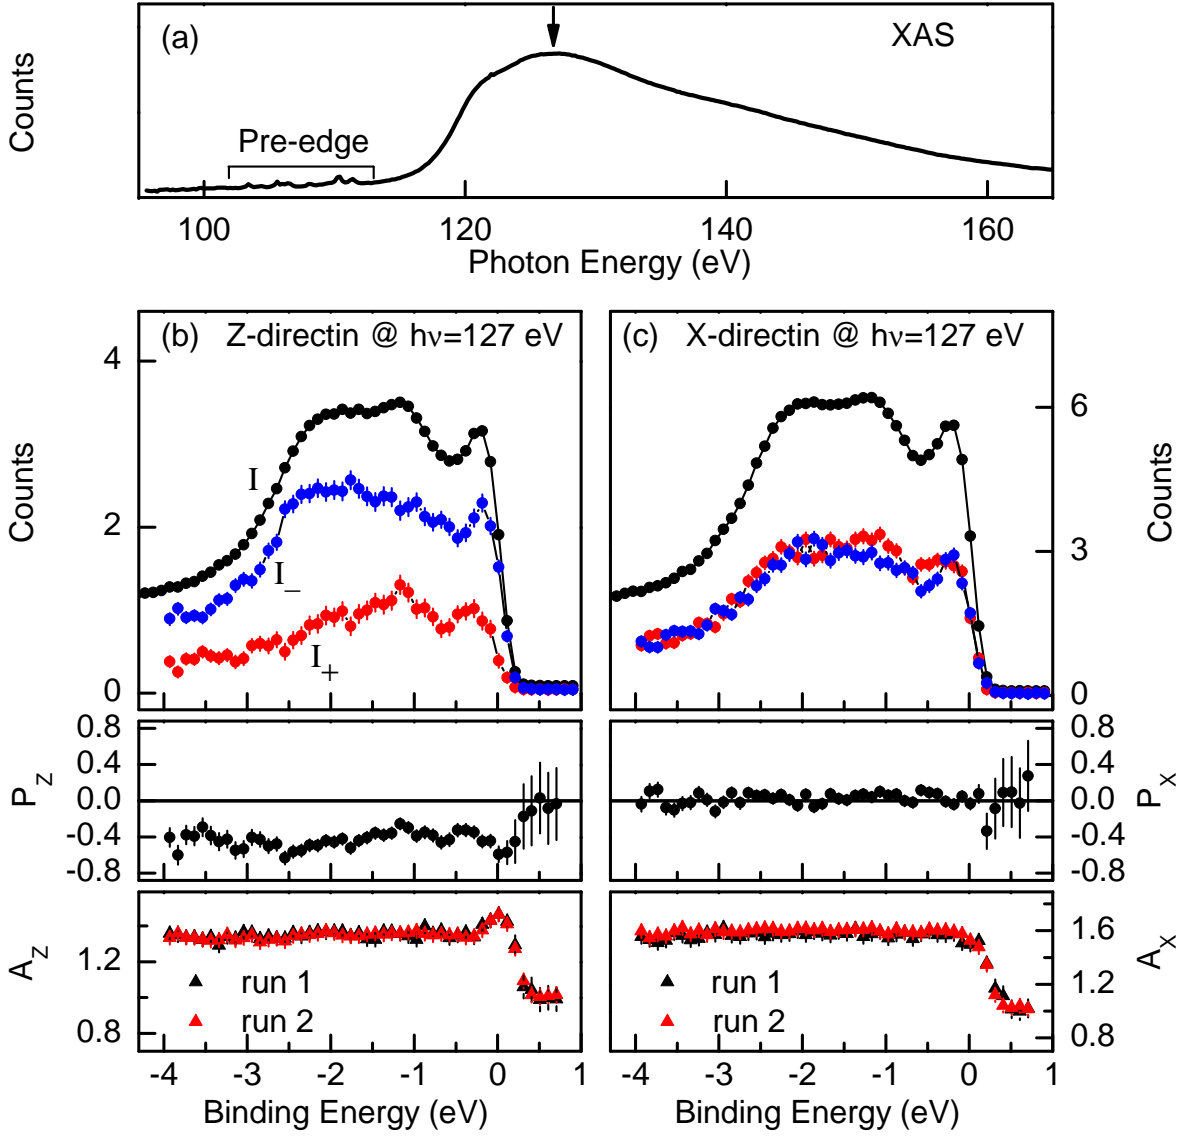 (a)
XAS
Counts
Pre-edge
100 120 140 160
Photon Energy (eV)
(b) Z-directin @ hν=127 eV
4
2
0
Counts
I
I_
I+
(c) X-directin @ hν=127 eV
6
3
0
Counts
0.8
0.4
0.0
-0.4
-0.8
PZ
0.8
0.4
0.0
-0.4
-0.8
PX
1.2
0.8
AZ
run 1
run 2
1.6
1.2
0.8
AX
run 1
run 2
-4 -3 -2 -1 0 1
Binding Energy (eV)
-4 -3 -2 -1 0 1
Binding Energy (eV)